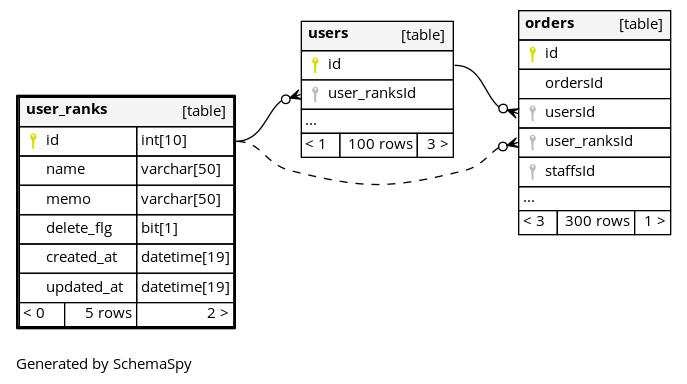 user_ranks [table]
id int[10]
name varchar[50]
memo varchar[50]
delete_flg bit[1]
created_at datetime[19]
updated_at datetime[19]
< 0 5 rows 2 >
users [table]
id
user_ranksId
...
< 1 100 rows 3 >
orders [table]
id
ordersId
usersId
user_ranksId
staffsId
...
< 3 300 rows 1 >
Generated by SchemaSpy